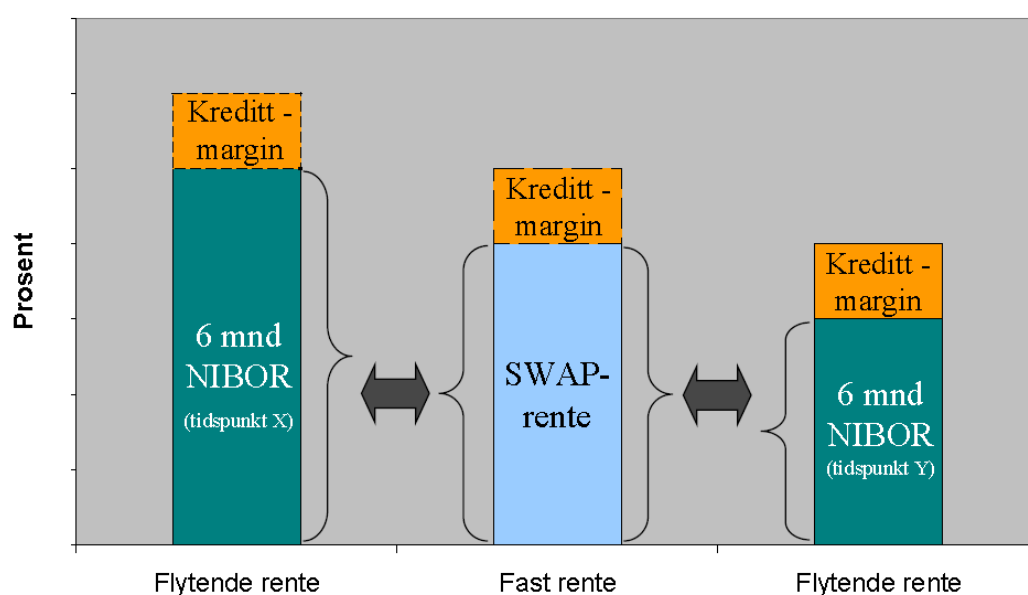 Prosent
Kreditt -
margin
6 mnd
NIBOR
(tidspunkt X)
Kreditt -
margin
SWAP-
rente
Kreditt -
margin
6 mnd
NIBOR
(tidspunkt Y)
Flytende rente
Fast rente
Flytende rente